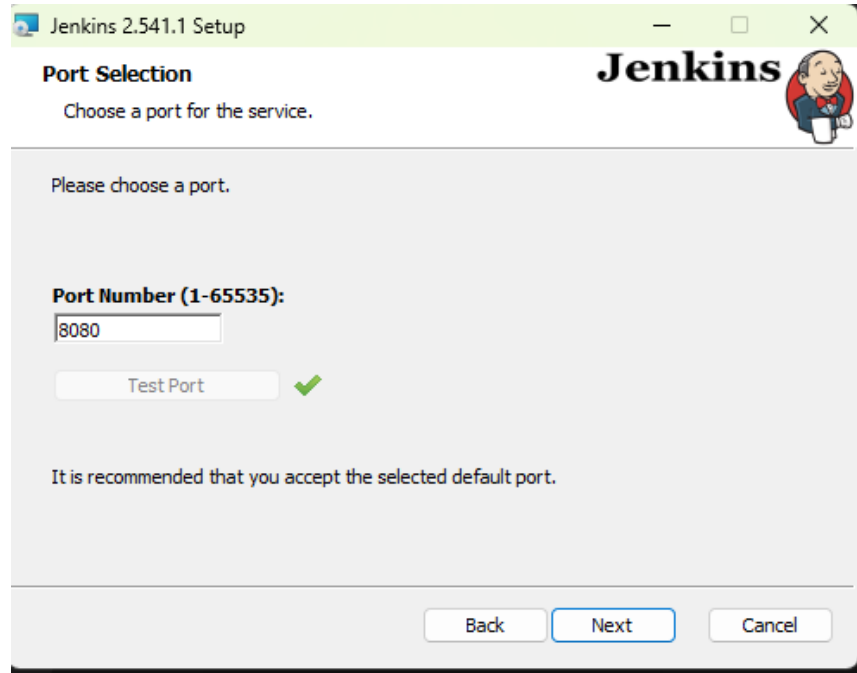 Jenkins 2.541.1 Setup
Port Selection
Jenkins
Choose a port for the service.
Please choose a port.
Port Number (1-65535):
8080
Test Port
It is recommended that you accept the selected default port.
Back
Next
Cancel